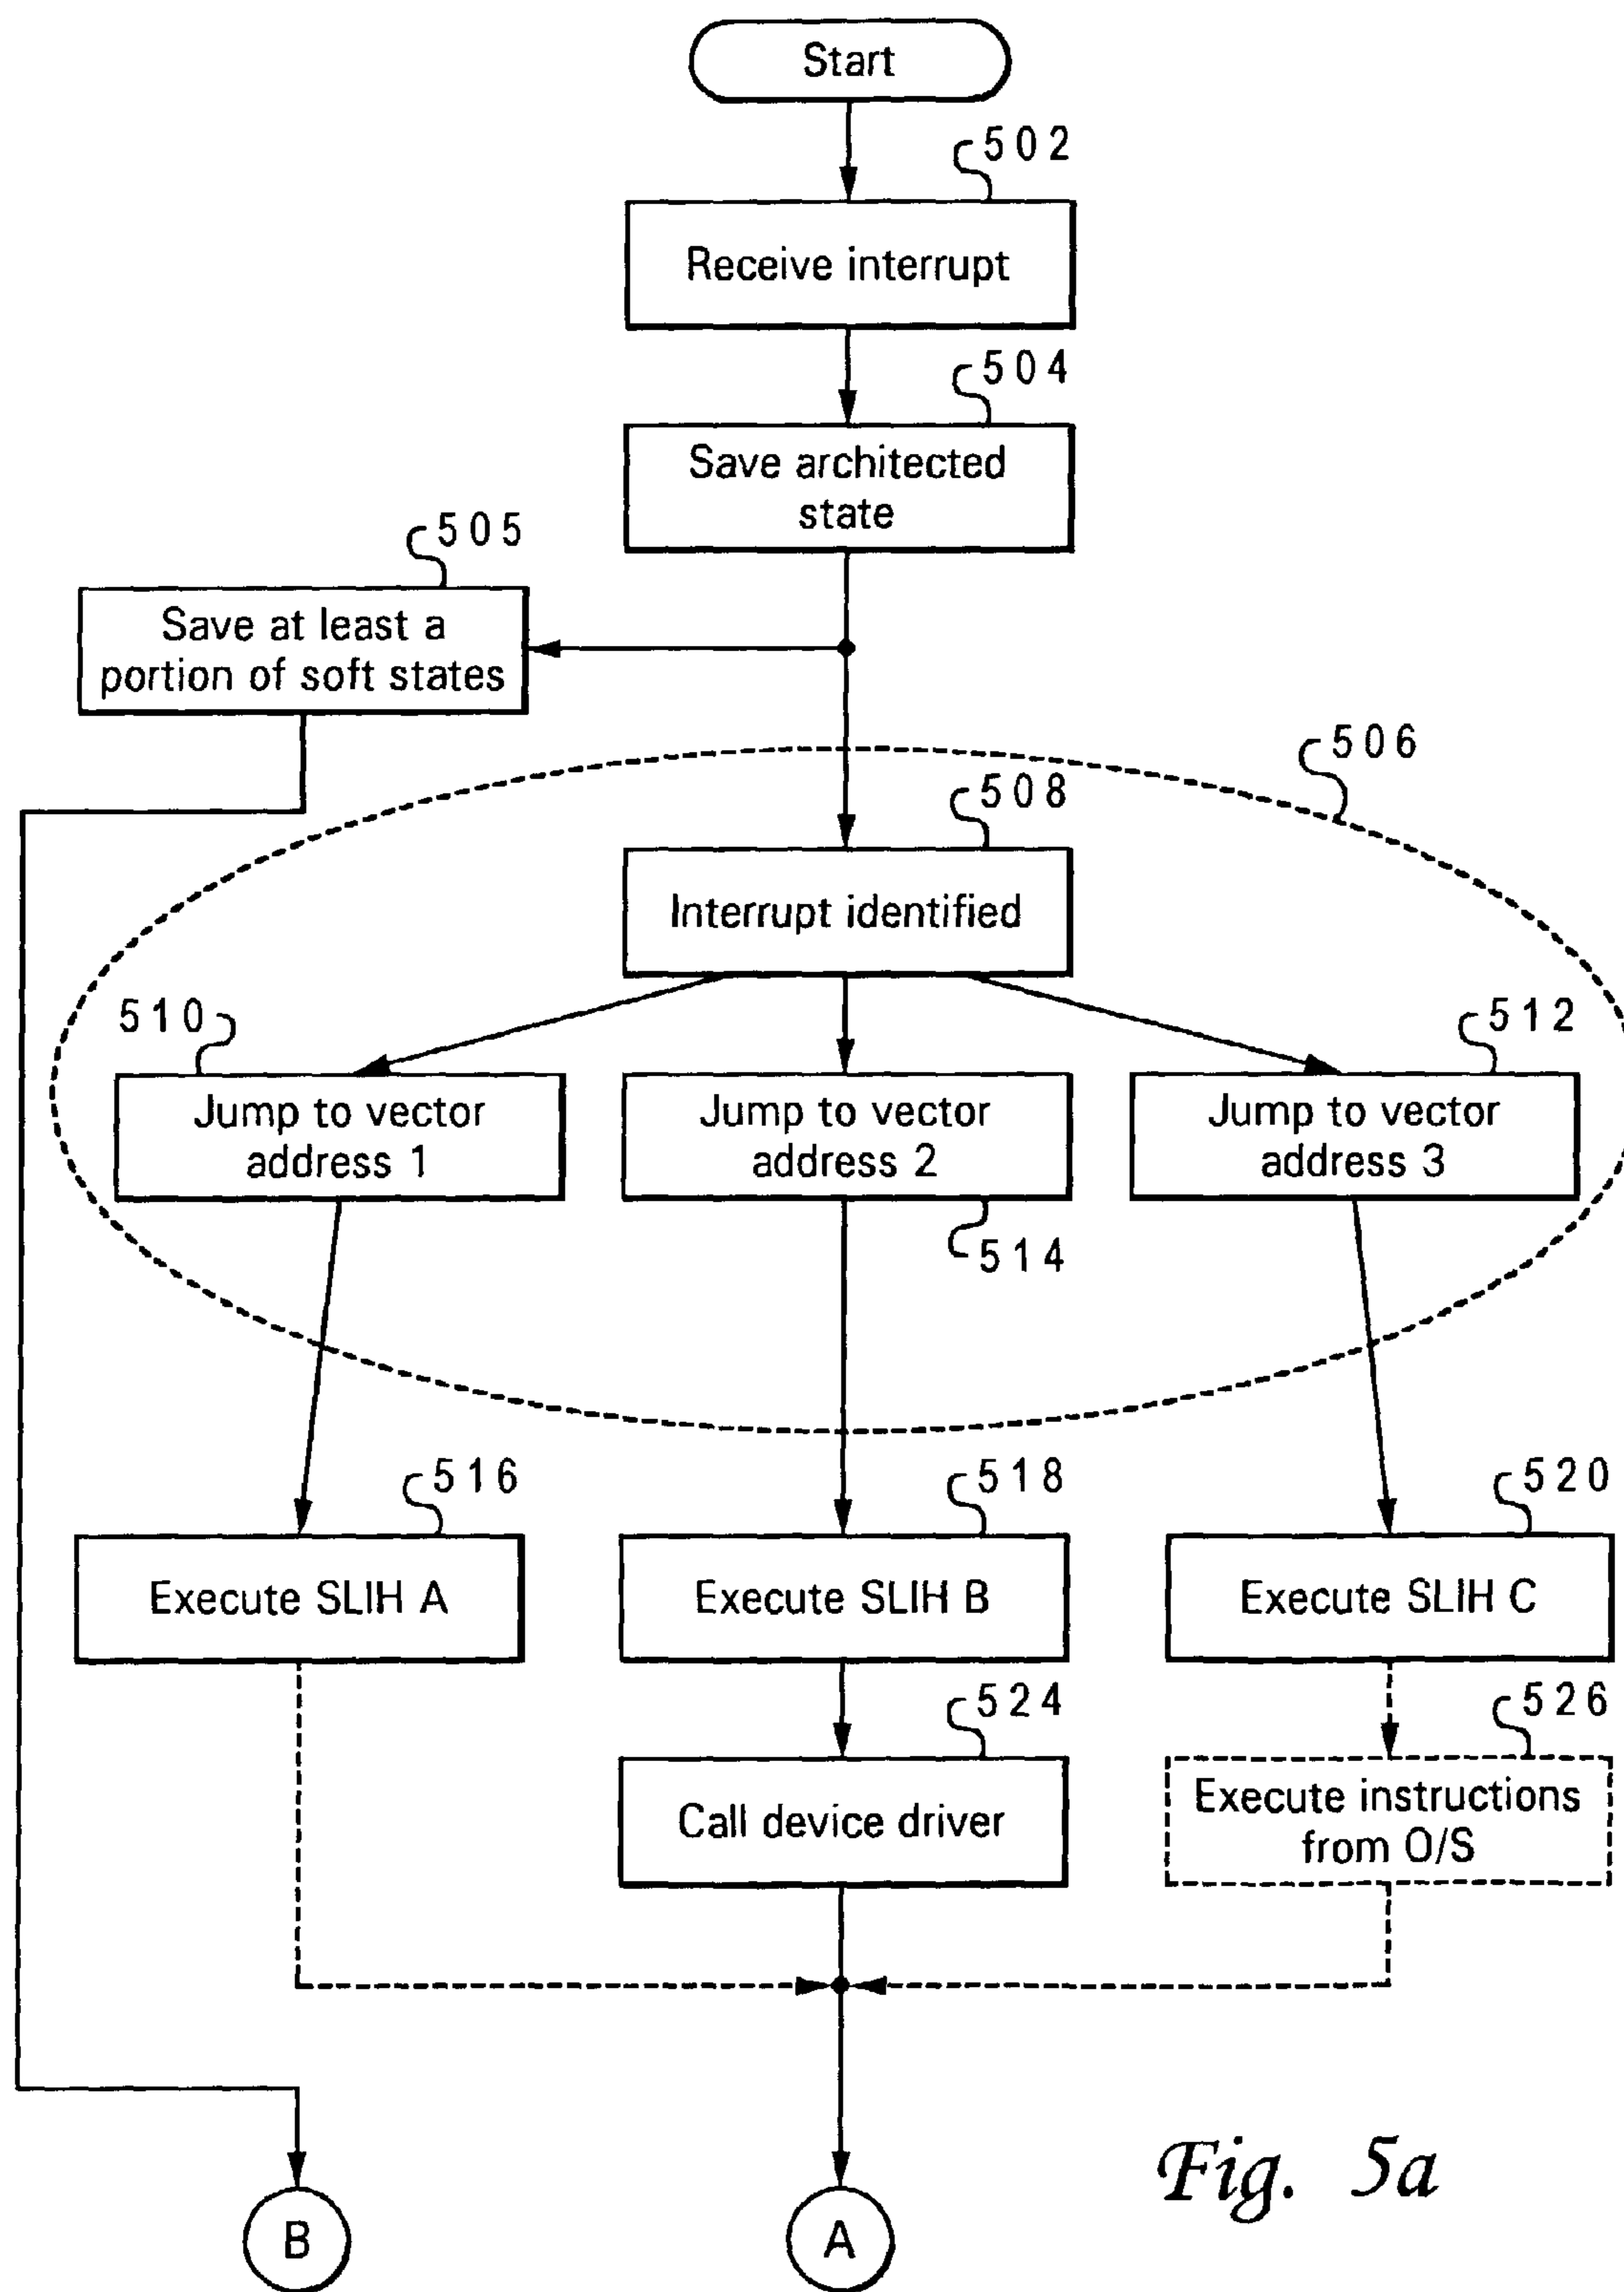 Start
502
Receive interrupt
504
Save architected
state
505
Save at least a
portion of soft states
506
508
Interrupt identified
510
512
Jump to vector
address 1
Jump to vector
address 2
Jump to vector
address 3
514
516
518
520
Execute SLIH A
Execute SLIH B
Execute SLIH C
524
526
Call device driver
Execute instructions
from O/S
B
A
Fig. 5a